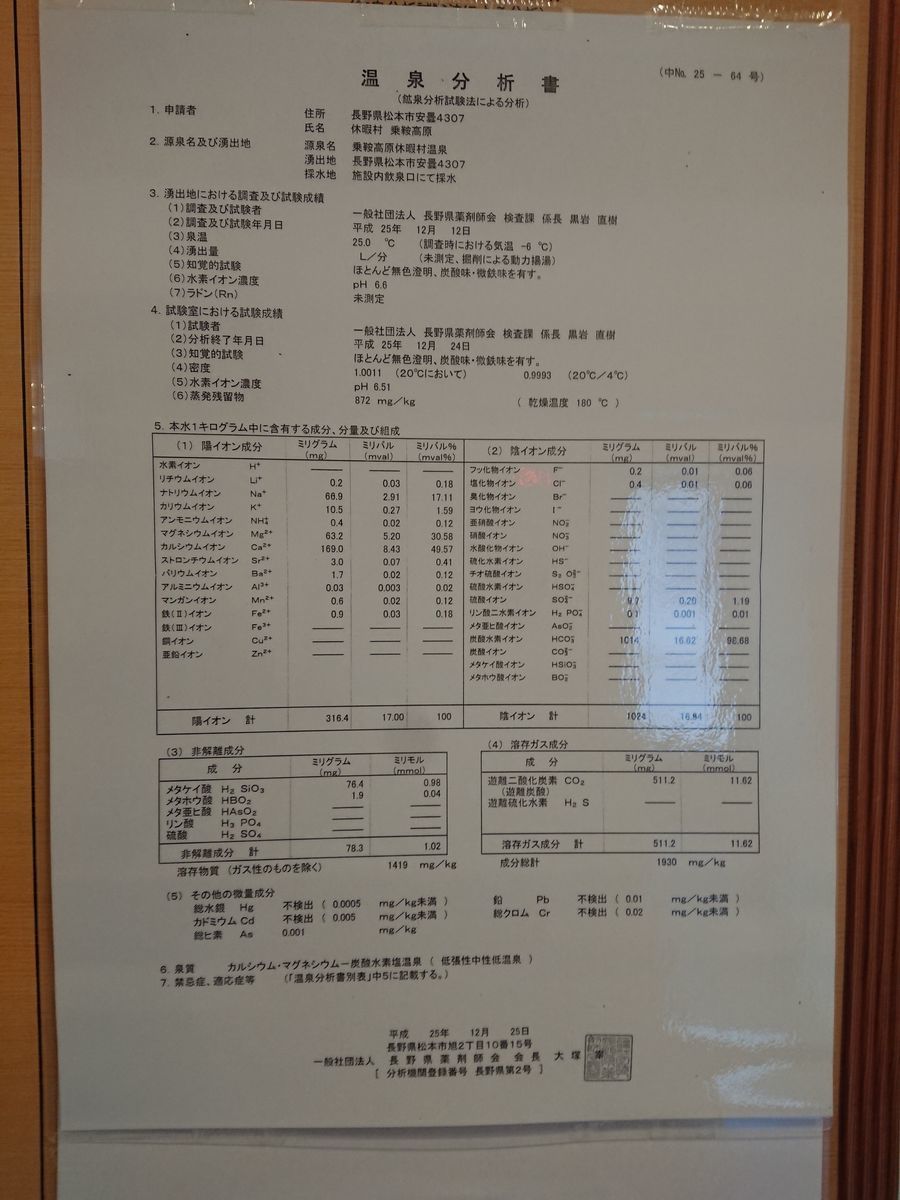 温泉分析書
(中№ 25 － 64 号)
(鉱泉分析試験法による分析)
1. 申請者 住所 長野県松本市安曇4307
氏名 休暇村 乗鞍高原
2. 源泉名及び湧出地 源泉名 乗鞍高原休暇村温泉
湧出地 長野県松本市安曇4307
採水地 施設内飲泉口にて採水
3. 湧出地における調査及び試験成績
(1)調査及び試験者 一般社団法人 長野県薬剤師会 検査課 係長 黒岩 直樹
(2)調査及び試験年月日 平成 25年 12月 12日
(3)泉温 25.0 ℃ (調査時における気温 -6 ℃)
(4)湧出量 L／分 (未測定、掘削による動力揚湯)
(5)知覚的試験 ほとんど無色澄明、炭酸味・微鉄味を有す。
(6)水素イオン濃度 pH 6.6
(7)ラドン(Rn) 未測定
4. 試験室における試験成績
(1)試験者 一般社団法人 長野県薬剤師会 検査課 係長 黒岩 直樹
(2)分析終了年月日 平成 25年 12月 24日
(3)知覚的試験 ほとんど無色澄明、炭酸味・微鉄味を有す。
(4)密度 1.0011 (20℃において) 0.9993 (20℃／4℃)
(5)水素イオン濃度 pH 6.51
(6)蒸発残留物 872 mg／kg ( 乾燥温度 180 ℃ )
5. 本水1キログラム中に含有する成分、分量及び組成
(1) 陽イオン成分 ミリグラム(mg) ミリバル(mval) ミリバル%(mval%)
水素イオン H⁺ ― ― ―
リチウムイオン Li⁺ 0.2 0.03 0.18
ナトリウムイオン Na⁺ 66.9 2.91 17.11
カリウムイオン K⁺ 10.5 0.27 1.59
アンモニウムイオン NH₄⁺ 0.4 0.02 0.12
マグネシウムイオン Mg²⁺ 63.2 5.20 30.58
カルシウムイオン Ca²⁺ 169.0 8.43 49.57
ストロンチウムイオン Sr²⁺ 3.0 0.07 0.41
バリウムイオン Ba²⁺ 1.7 0.02 0.12
アルミニウムイオン Al³⁺ 0.03 0.003 0.02
マンガンイオン Mn²⁺ 0.6 0.02 0.12
鉄(Ⅱ)イオン Fe²⁺ 0.9 0.03 0.18
鉄(Ⅲ)イオン Fe³⁺ ― ― ―
銅イオン Cu²⁺ ― ― ―
亜鉛イオン Zn²⁺ ― ― ―
陽イオン 計 316.4 17.00 100
(2) 陰イオン成分 ミリグラム(mg) ミリバル(mval) ミリバル%(mval%)
フッ化物イオン F⁻ 0.2 0.01 0.06
塩化物イオン Cl⁻ 0.4 0.01 0.06
臭化物イオン Br⁻ ― ― ―
ヨウ化物イオン I⁻ ― ― ―
亜硝酸イオン NO₂⁻ ― ― ―
硝酸イオン NO₃⁻ ― ― ―
水酸化物イオン OH⁻ ― ― ―
硫化水素イオン HS⁻ ― ― ―
チオ硫酸イオン S₂O₃²⁻ ― ― ―
硫酸水素イオン HSO₄⁻ ― ― ―
硫酸イオン SO₄²⁻ 9.7 0.20 1.19
リン酸二水素イオン H₂PO₄⁻ 0.1 0.001 0.01
メタ亜ヒ酸イオン AsO₂⁻ ― ― ―
炭酸水素イオン HCO₃⁻ 1014 16.62 98.68
炭酸イオン CO₃²⁻ ― ― ―
メタケイ酸イオン HSiO₃⁻ ― ― ―
メタホウ酸イオン BO₂⁻ ― ― ―
陰イオン 計 1024 16.84 100
(3) 非解離成分
成 分 ミリグラム(mg) ミリモル(mmol)
メタケイ酸 H₂SiO₃ 76.4 0.98
メタホウ酸 HBO₂ 1.9 0.04
メタ亜ヒ酸 HAsO₂ ― ―
リン酸 H₃PO₄ ― ―
硫酸 H₂SO₄ ― ―
非解離成分 計 78.3 1.02
溶存物質 (ガス性のものを除く) 1419 mg／kg
(4) 溶存ガス成分
成 分 ミリグラム(mg) ミリモル(mmol)
遊離二酸化炭素 CO₂ 511.2 11.62
(遊離炭酸)
遊離硫化水素 H₂S ― ―
溶存ガス成分 計 511.2 11.62
成分総計 1930 mg／kg
(5) その他の微量成分
総水銀 Hg 不検出 ( 0.0005 mg／kg未満 ) 鉛 Pb 不検出 ( 0.01 mg／kg未満 )
カドミウム Cd 不検出 ( 0.005 mg／kg未満 ) 総クロム Cr 不検出 ( 0.02 mg／kg未満 )
総ヒ素 As 0.001 mg／kg
6. 泉質 カルシウム・マグネシウム－炭酸水素塩温泉 ( 低張性中性低温泉 )
7. 禁忌症、適応症等 (「温泉分析書別表」中5に記載する。)
平成 25年 12月 25日
長野県松本市旭2丁目10番15号
一般社団法人 長野県薬剤師会 会長 大塚
[ 分析機関登録番号 長野県第2号 ]